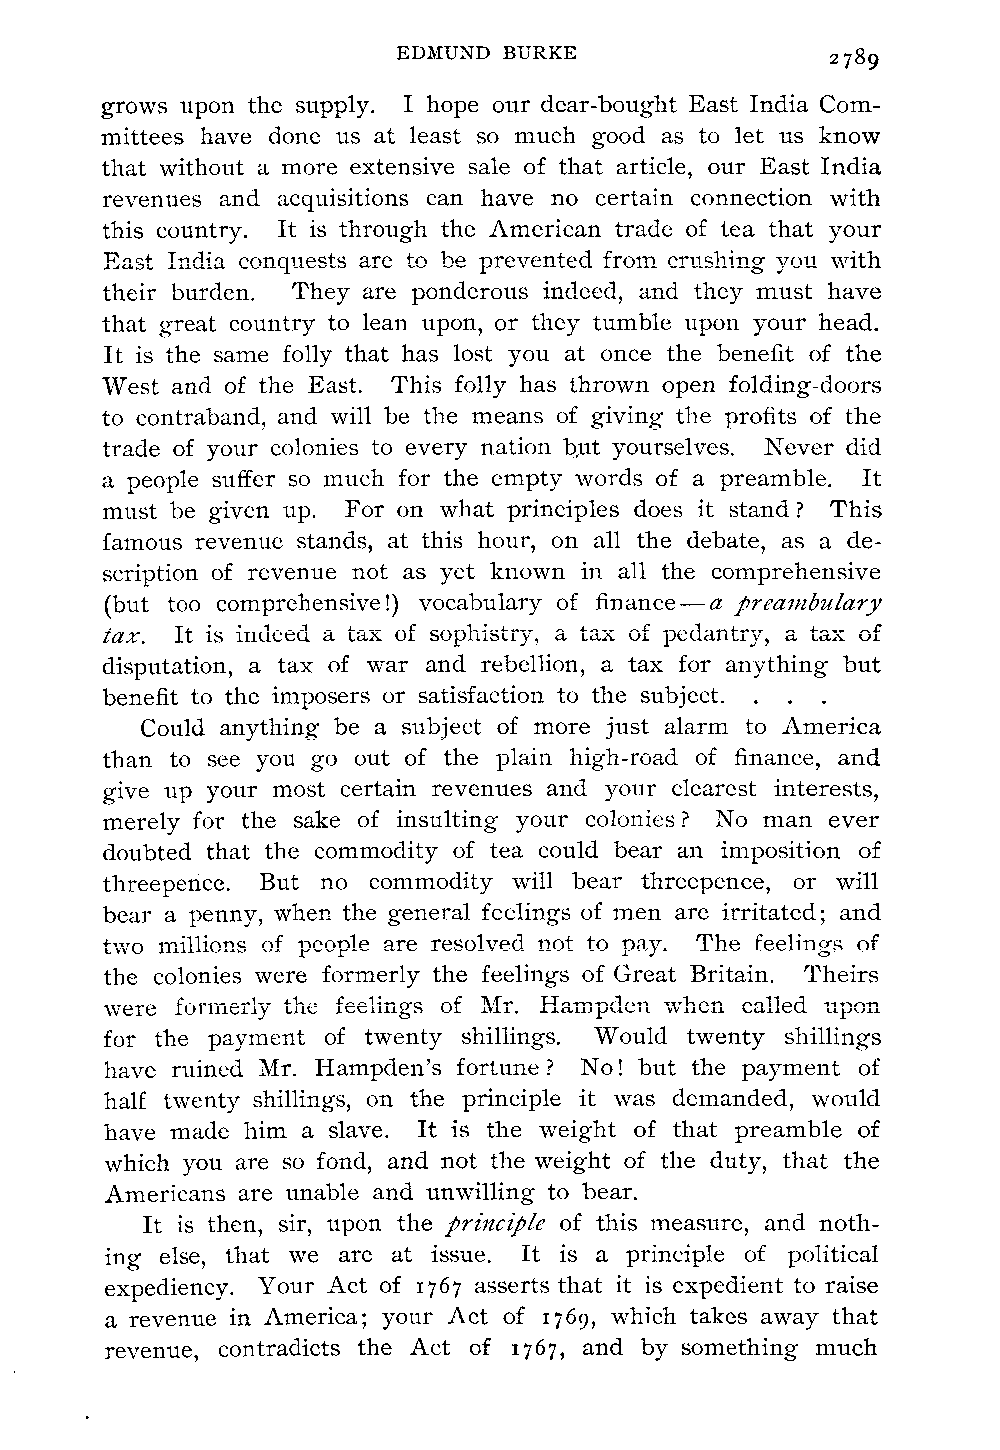 EDMUND BURKE 2789
grows upon the supply. I hope our dear-bought East India Com-
mittees have done us at least so much good as to let us know
that without a more extensive sale of that article, our East India
revenues and acquisitions can have no certain connection with
this country. It is through the American trade of tea that your
East India conquests are to be prevented from crushing you with
their burden. They are ponderous indeed, and they must have
that great country to lean upon, or they tumble upon your head.
It is the same folly that has lost you at once the benefit of the
West and of the East. This folly has thrown open folding-doors
to contraband, and will be the means of giving the profits of the
trade of your colonies to every nation but yourselves. Never did
a people suffer so much for the empty words of a preamble. It
must be given up. For on what principles does it stand? This
famous revenue stands, at this hour, on all the debate, as a de-
scription of revenue not as yet known in all the comprehensive
(but too comprehensive!) vocabulary of finance—a preambulary
tax. It is indeed a tax of sophistry, a tax of pedantry, a tax of
disputation, a tax of war and rebellion, a tax for anything but
benefit to the imposers or satisfaction to the subject. . . .
Could anything be a subject of more just alarm to America
than to see you go out of the plain high-road of finance, and
give up your most certain revenues and your clearest interests,
merely for the sake of insulting your colonies? No man ever
doubted that the commodity of tea could bear an imposition of
threepence. But no commodity will bear threepence, or will
bear a penny, when the general feelings of men are irritated; and
two millions of people are resolved not to pay. The feelings of
the colonies were formerly the feelings of Great Britain. Theirs
were formerly the feelings of Mr. Hampden when called upon
for the payment of twenty shillings. Would twenty shillings
have ruined Mr. Hampden's fortune? No! but the payment of
half twenty shillings, on the principle it was demanded, would
have made him a slave. It is the weight of that preamble of
which you are so fond, and not the weight of the duty, that the
Americans are unable and unwilling to bear.
It is then, sir, upon the principle of this measure, and noth-
ing else, that we are at issue. It is a principle of political
expediency. Your Act of 1767 asserts that it is expedient to raise
a revenue in America; your Act of 1769, which takes away that
revenue, contradicts the Act of 1767, and by something much